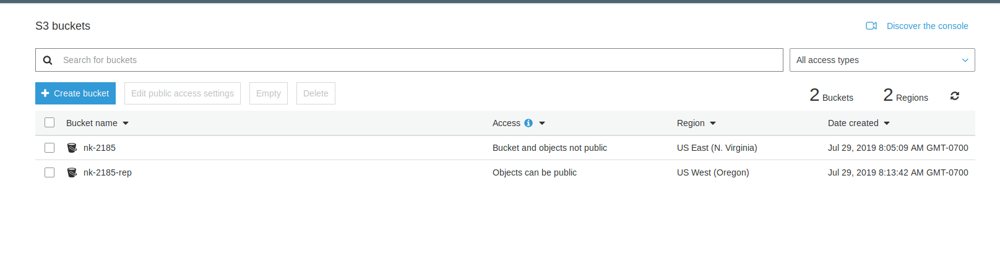 S3 buckets
Discover the console
Search for buckets
All access types
Create bucket Edit public access settings Empty Delete 2 Buckets 2 Regions
Bucket name Access Region Date created
nk-2185 Bucket and objects not public US East (N. Virginia) Jul 29, 2019 8:05:09 AM GMT-0700
nk-2185-rep Objects can be public US West (Oregon) Jul 29, 2019 8:13:42 AM GMT-0700